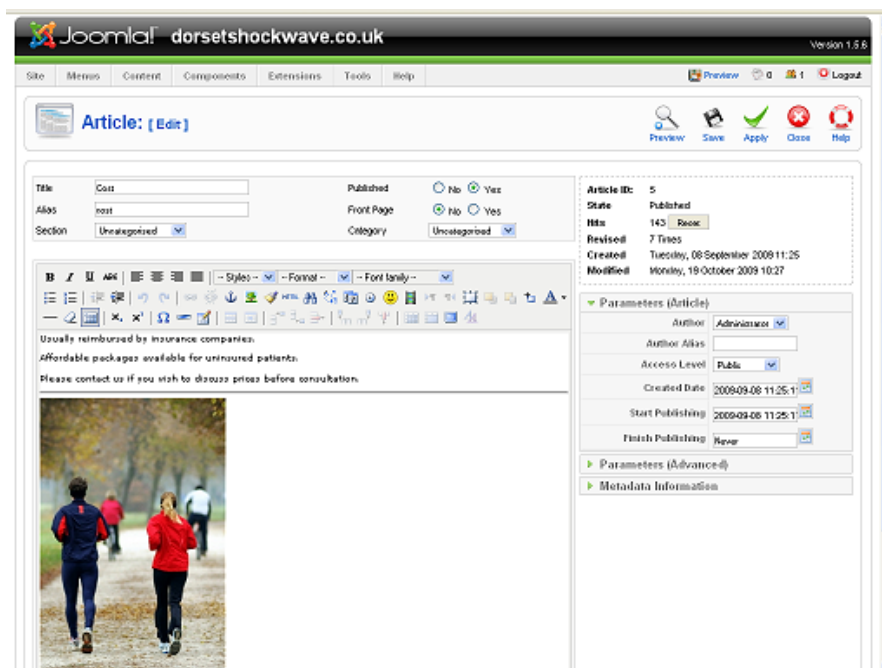 Joomla! dorsetshockwave.co.uk
Version 1.5.6
Site Menus Content Components Extensions Tools Help
Preview 0 1 Logout
Article: [ Edit ]
Preview Save Apply Close Help
Title Cost Published No Yes
Alias Front Page No Yes
Section Uncategorised Category Uncategorised
Article ID: 5
State Published
Hits 143 Reset
Revised 7 Times
Created Tuesday, 08 September 2009 11:25
Modified Monday, 19 October 2009 10:27
B I U ABC -- Styles -- -- Format -- -- Font family --
HTML
Usually reimbursed by insurance companies.
Affordable packages available for uninsured patients.
Please contact us if you wish to discuss prices before consultation.
Parameters (Article)
Author Administrator
Author Alias
Access Level Public
Created Date 2009-09-08 11:25:1
Start Publishing 2009-09-08 11:25:1
Finish Publishing Never
Parameters (Advanced)
Metadata Information